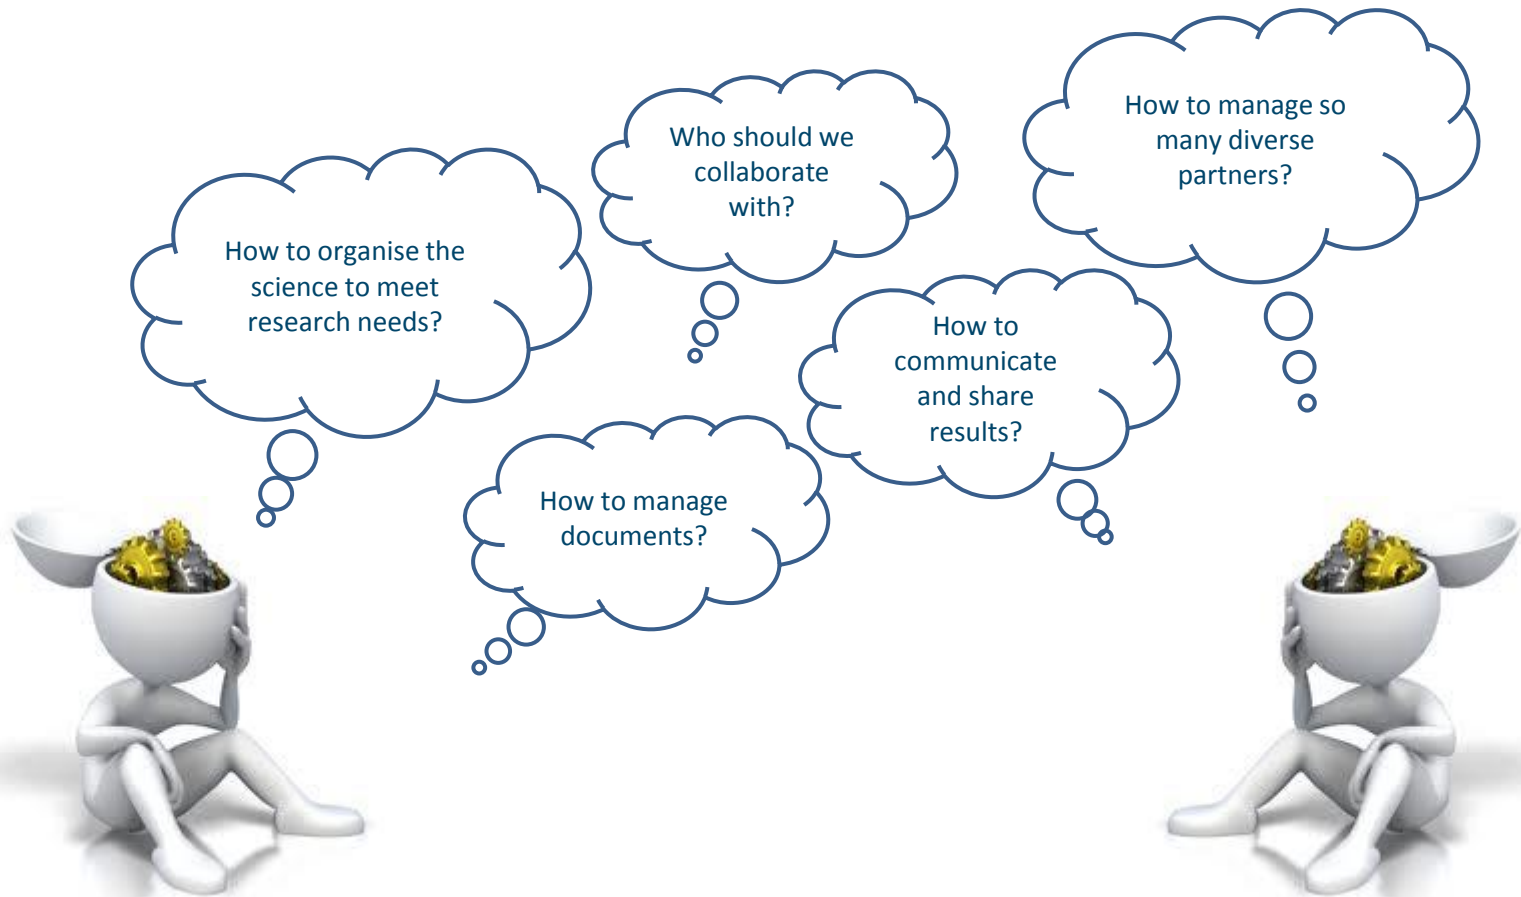 How to organise the
science to meet
research needs?
Who should we
collaborate
with?
How to manage so
many diverse
partners?
How to
communicate
and share
results?
How to manage
documents?